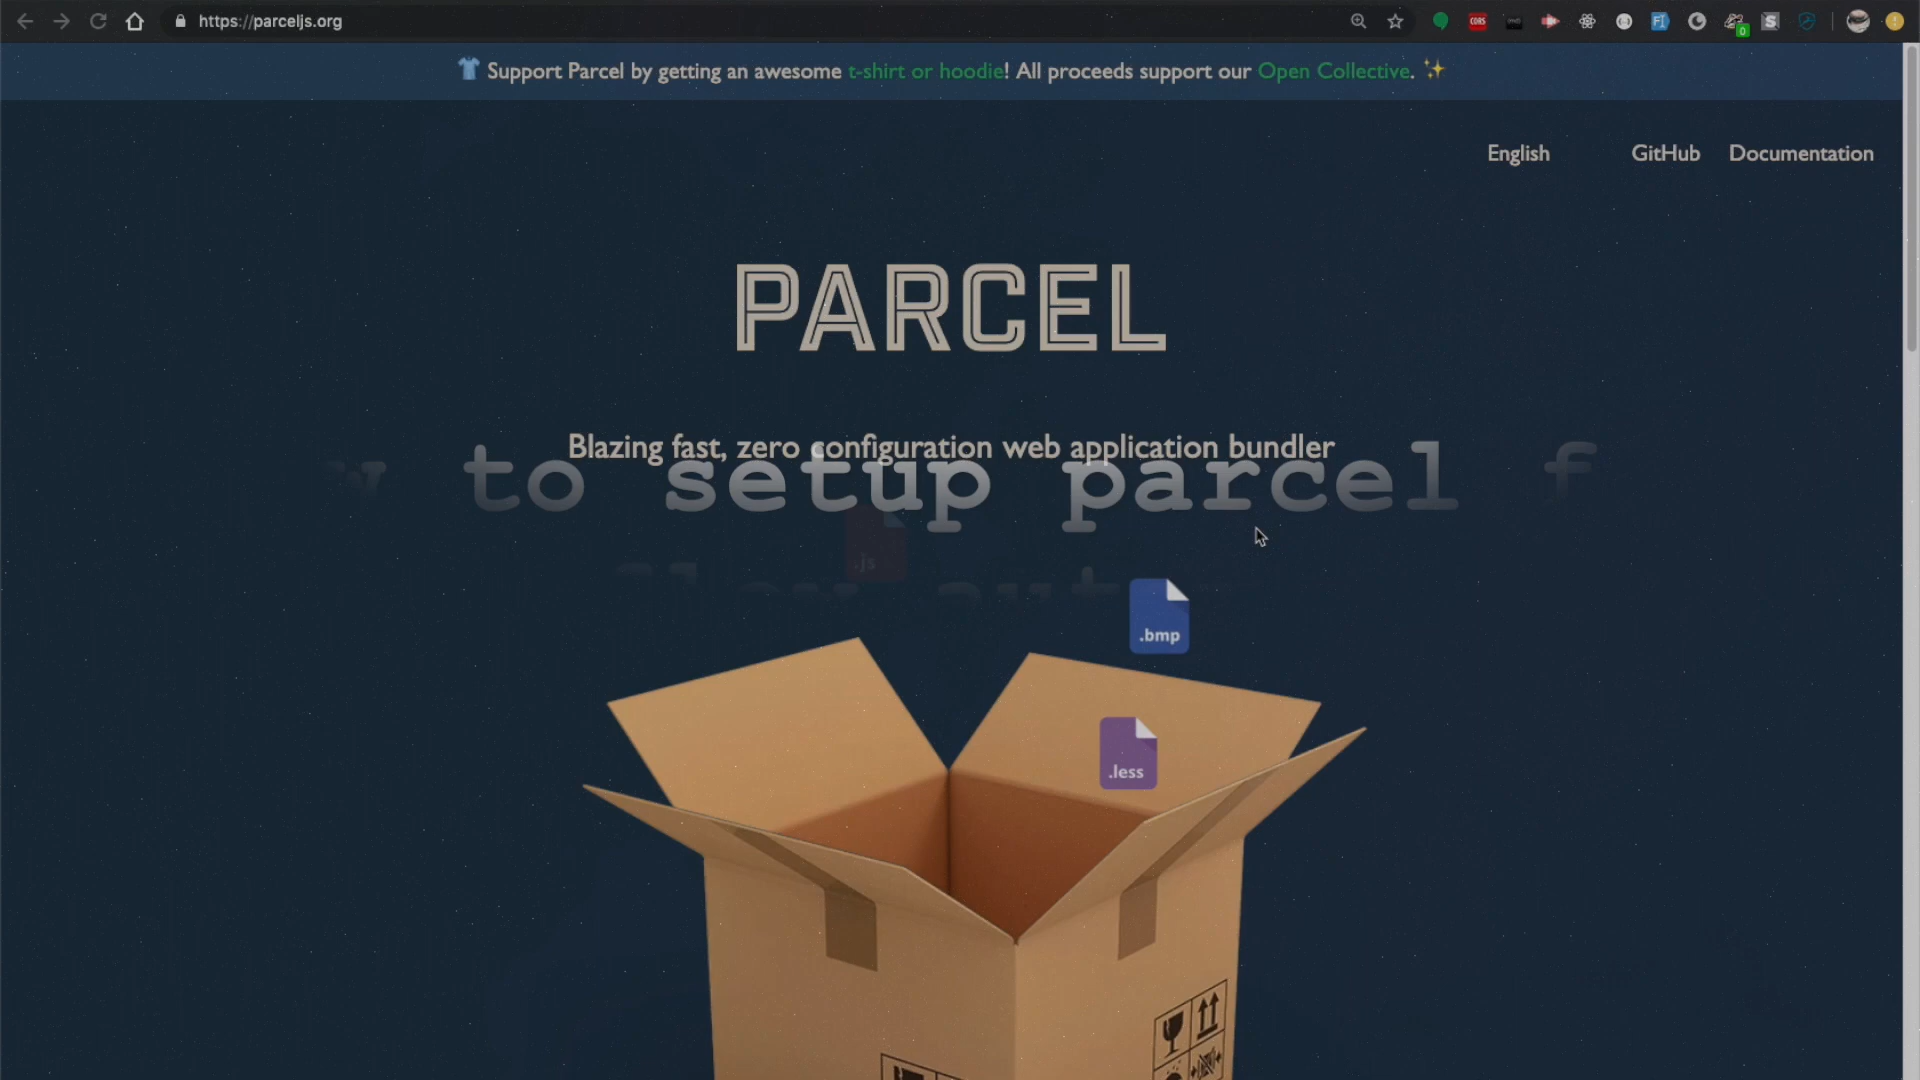 https://parceljs.org
Support Parcel by getting an awesome t-shirt or hoodie! All proceeds support our Open Collective.
English GitHub Documentation
PARCEL
Blazing fast, zero configuration web application bundler
to setup parcel
.js
.bmp
.less